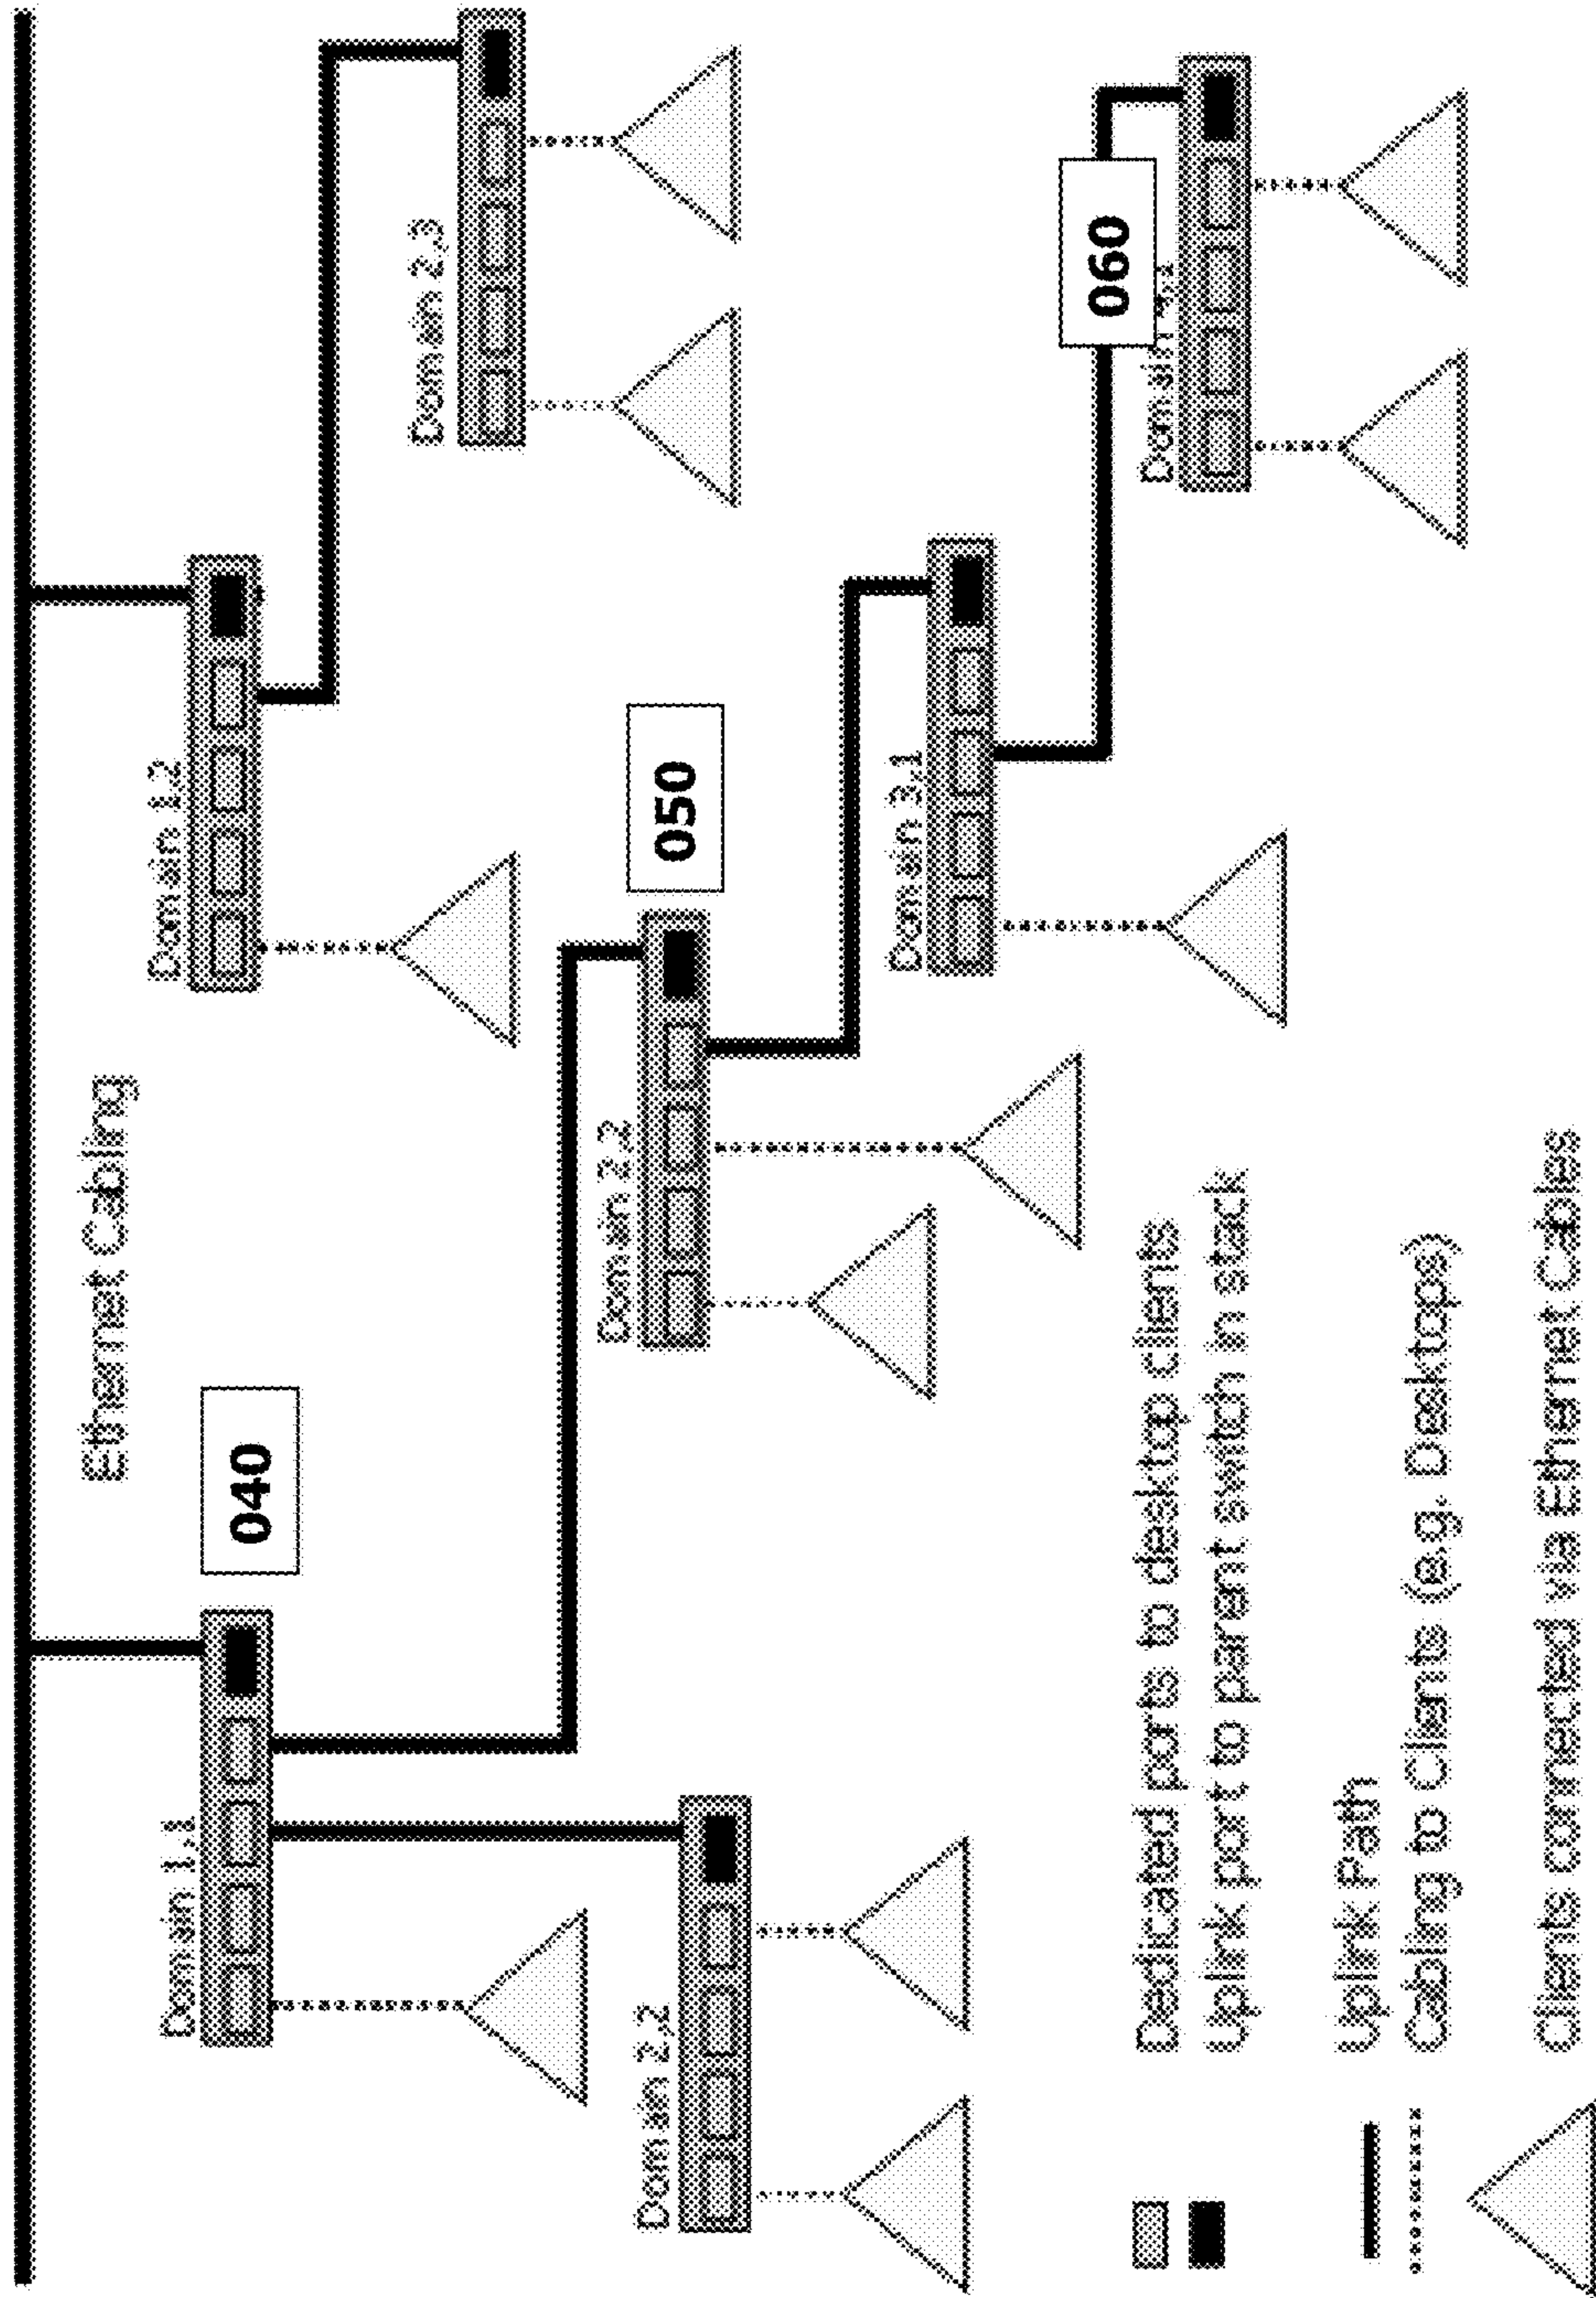 Ethernet Cabling
Domain 1.1
040
Domain 1.2
Domain 2.2
Domain 2.2
050
Domain 2.3
Domain 3.1
060
Domain
Dedicated ports to desktop clients
Uplink port to parent switch in stack
Uplink Path
Cabling to Clients (e.g. Desktops)
Clients connected via Ethernet Cables